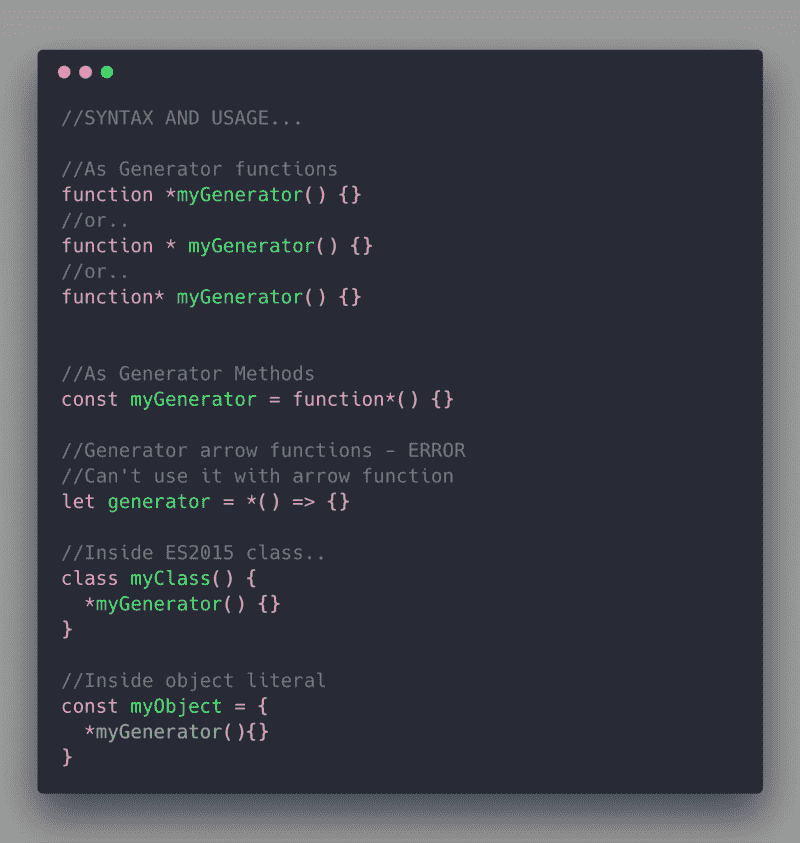 //SYNTAX AND USAGE...
//As Generator functions
function *myGenerator() {}
//or..
function * myGenerator() {}
//or..
function* myGenerator() {}
//As Generator Methods
const myGenerator = function*() {}
//Generator arrow functions - ERROR
//Can't use it with arrow function
let generator = *() => {}
//Inside ES2015 class..
class myClass() {
  *myGenerator() {}
}
//Inside object literal
const myObject = {
  *myGenerator(){}
}